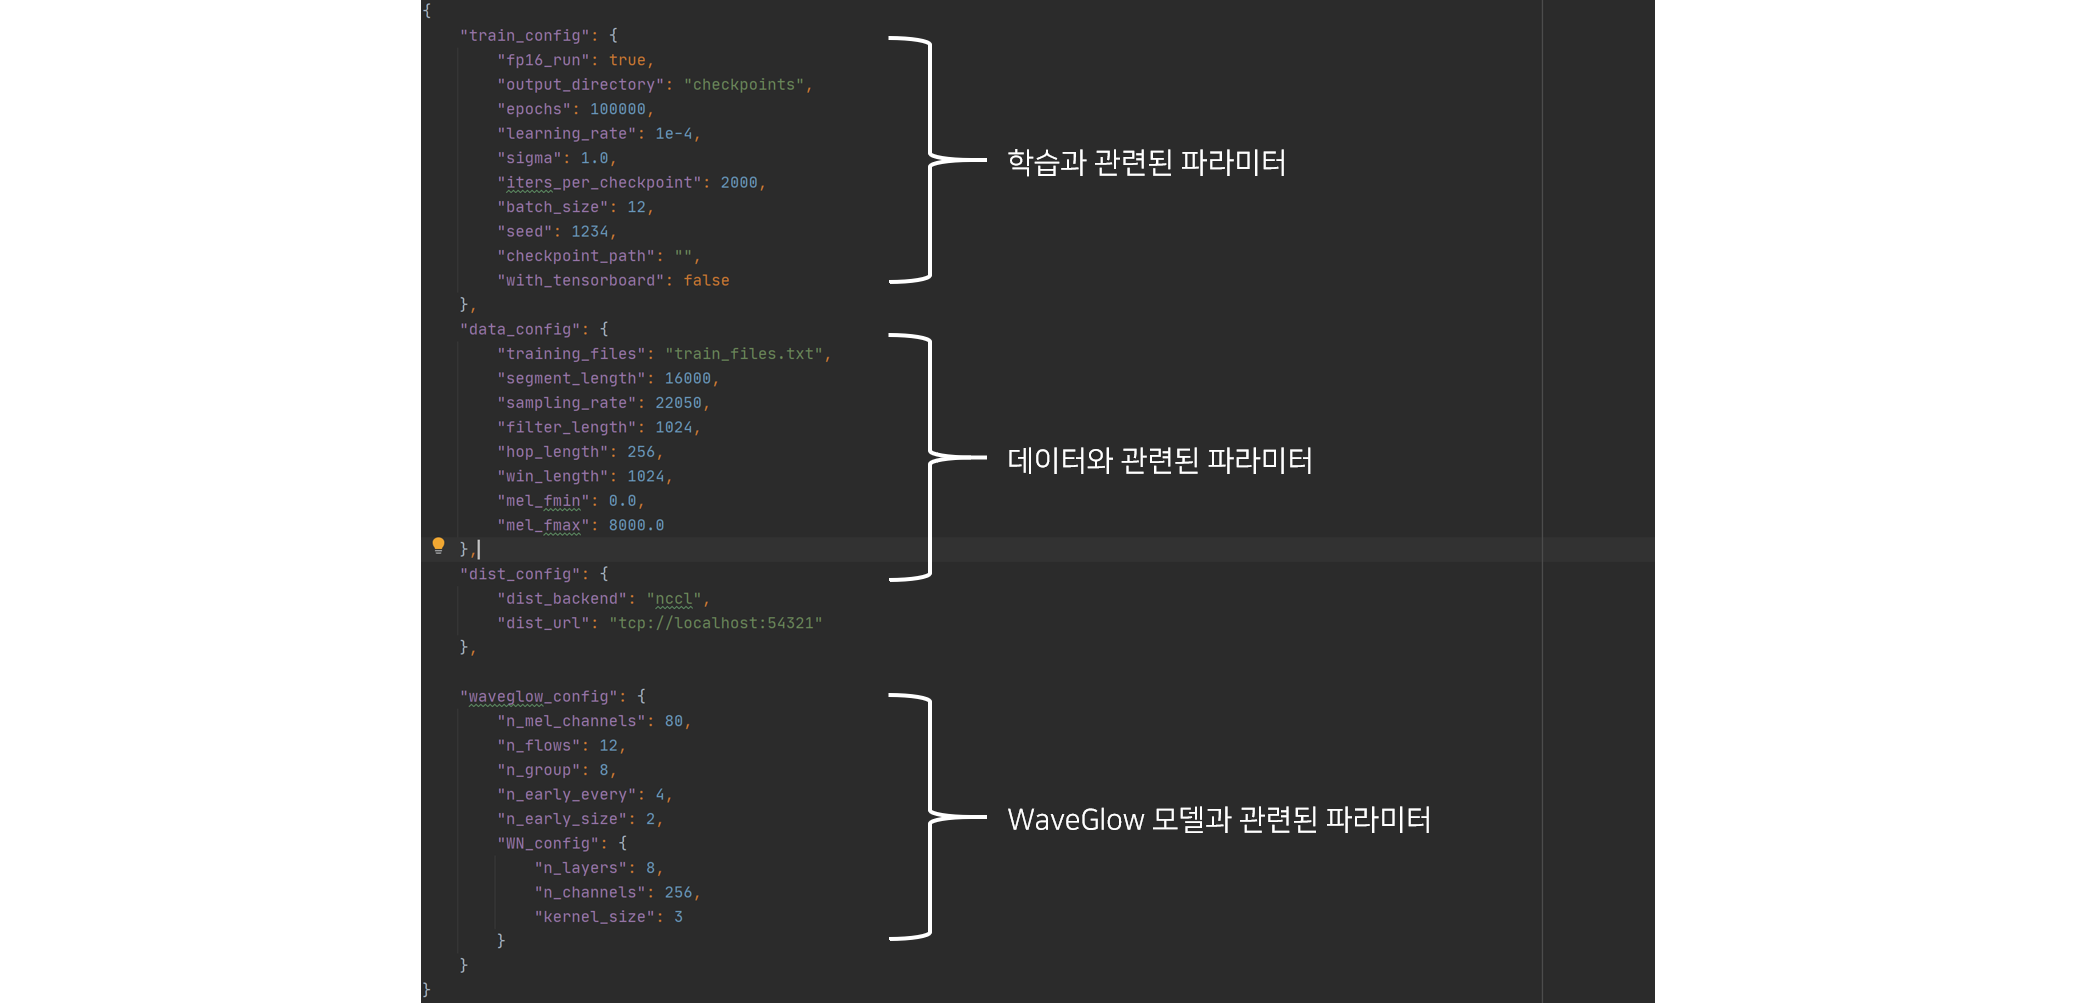 {
"train_config": {
"fp16_run": true,
"output_directory": "checkpoints",
"epochs": 100000,
"learning_rate": 1e-4,
"sigma": 1.0,
"iters_per_checkpoint": 2000,
"batch_size": 12,
"seed": 1234,
"checkpoint_path": "",
"with_tensorboard": false
},
학습과 관련된 파라미터
"data_config": {
"training_files": "train_files.txt",
"segment_length": 16000,
"sampling_rate": 22050,
"filter_length": 1024,
"hop_length": 256,
"win_length": 1024,
"mel_fmin": 0.0,
"mel_fmax": 8000.0
},
데이터와 관련된 파라미터
"dist_config": {
"dist_backend": "nccl",
"dist_url": "tcp://localhost:54321"
},
"waveglow_config": {
"n_mel_channels": 80,
"n_flows": 12,
"n_group": 8,
"n_early_every": 4,
"n_early_size": 2,
"WN_config": {
"n_layers": 8,
"n_channels": 256,
"kernel_size": 3
}
}
}
WaveGlow 모델과 관련된 파라미터